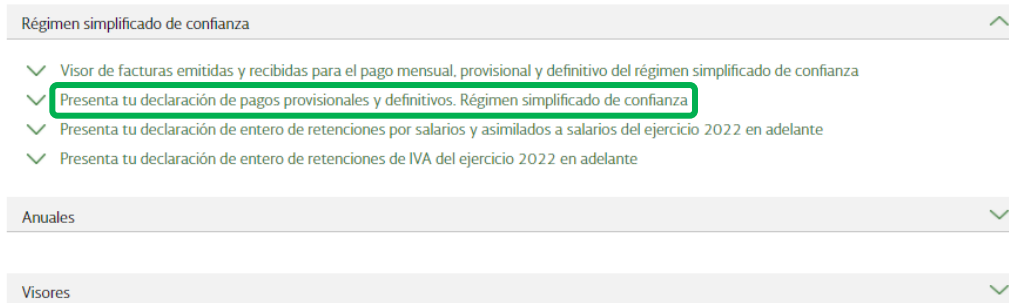 Régimen simplificado de confianza
Visor de facturas emitidas y recibidas para el pago mensual, provisional y definitivo del régimen simplificado de confianza
Presenta tu declaración de pagos provisionales y definitivos. Régimen simplificado de confianza
Presenta tu declaración de entero de retenciones por salarios y asimilados a salarios del ejercicio 2022 en adelante
Presenta tu declaración de entero de retenciones de IVA del ejercicio 2022 en adelante
Anuales
Visores